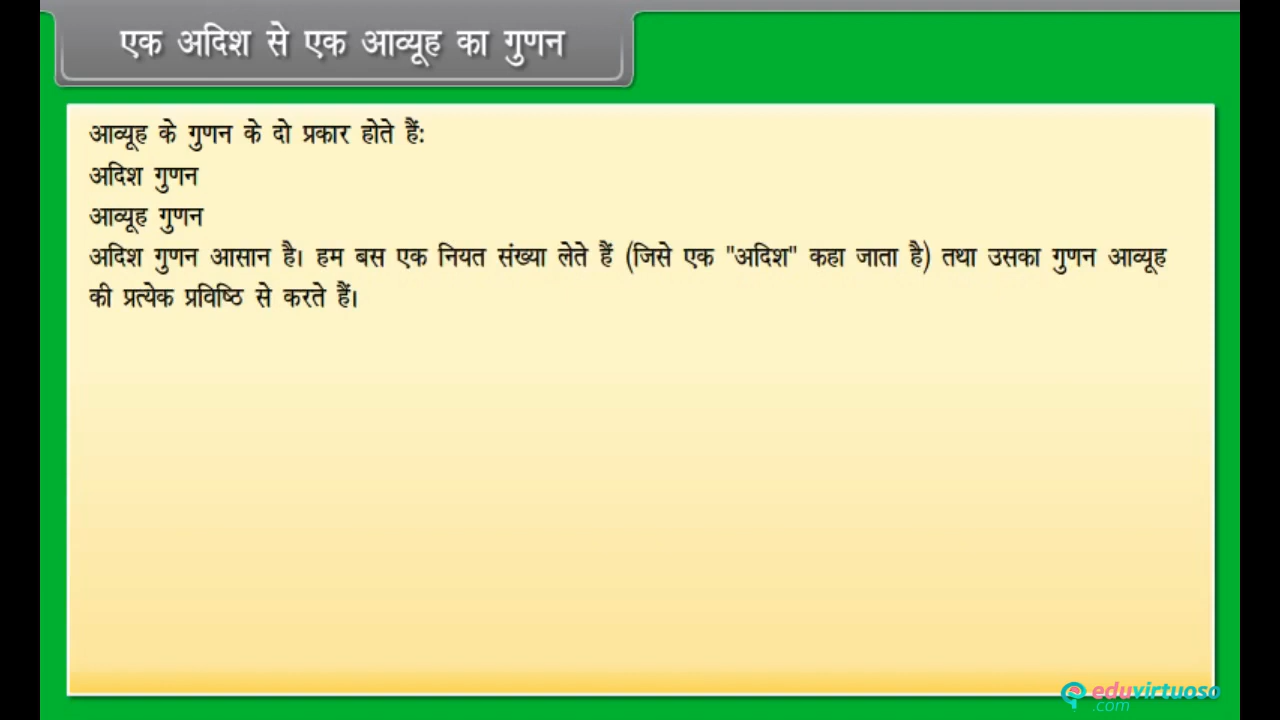 एक अदिश से एक आव्यूह का गुणन
आव्यूह के गुणन के दो प्रकार होते हैं:
अदिश गुणन
आव्यूह गुणन
अदिश गुणन आसान है। हम बस एक नियत संख्या लेते हैं (जिसे एक "अदिश" कहा जाता है) तथा उसका गुणन आव्यूह
की प्रत्येक प्रविष्ठि से करते हैं।
eduvirtuoso
.com